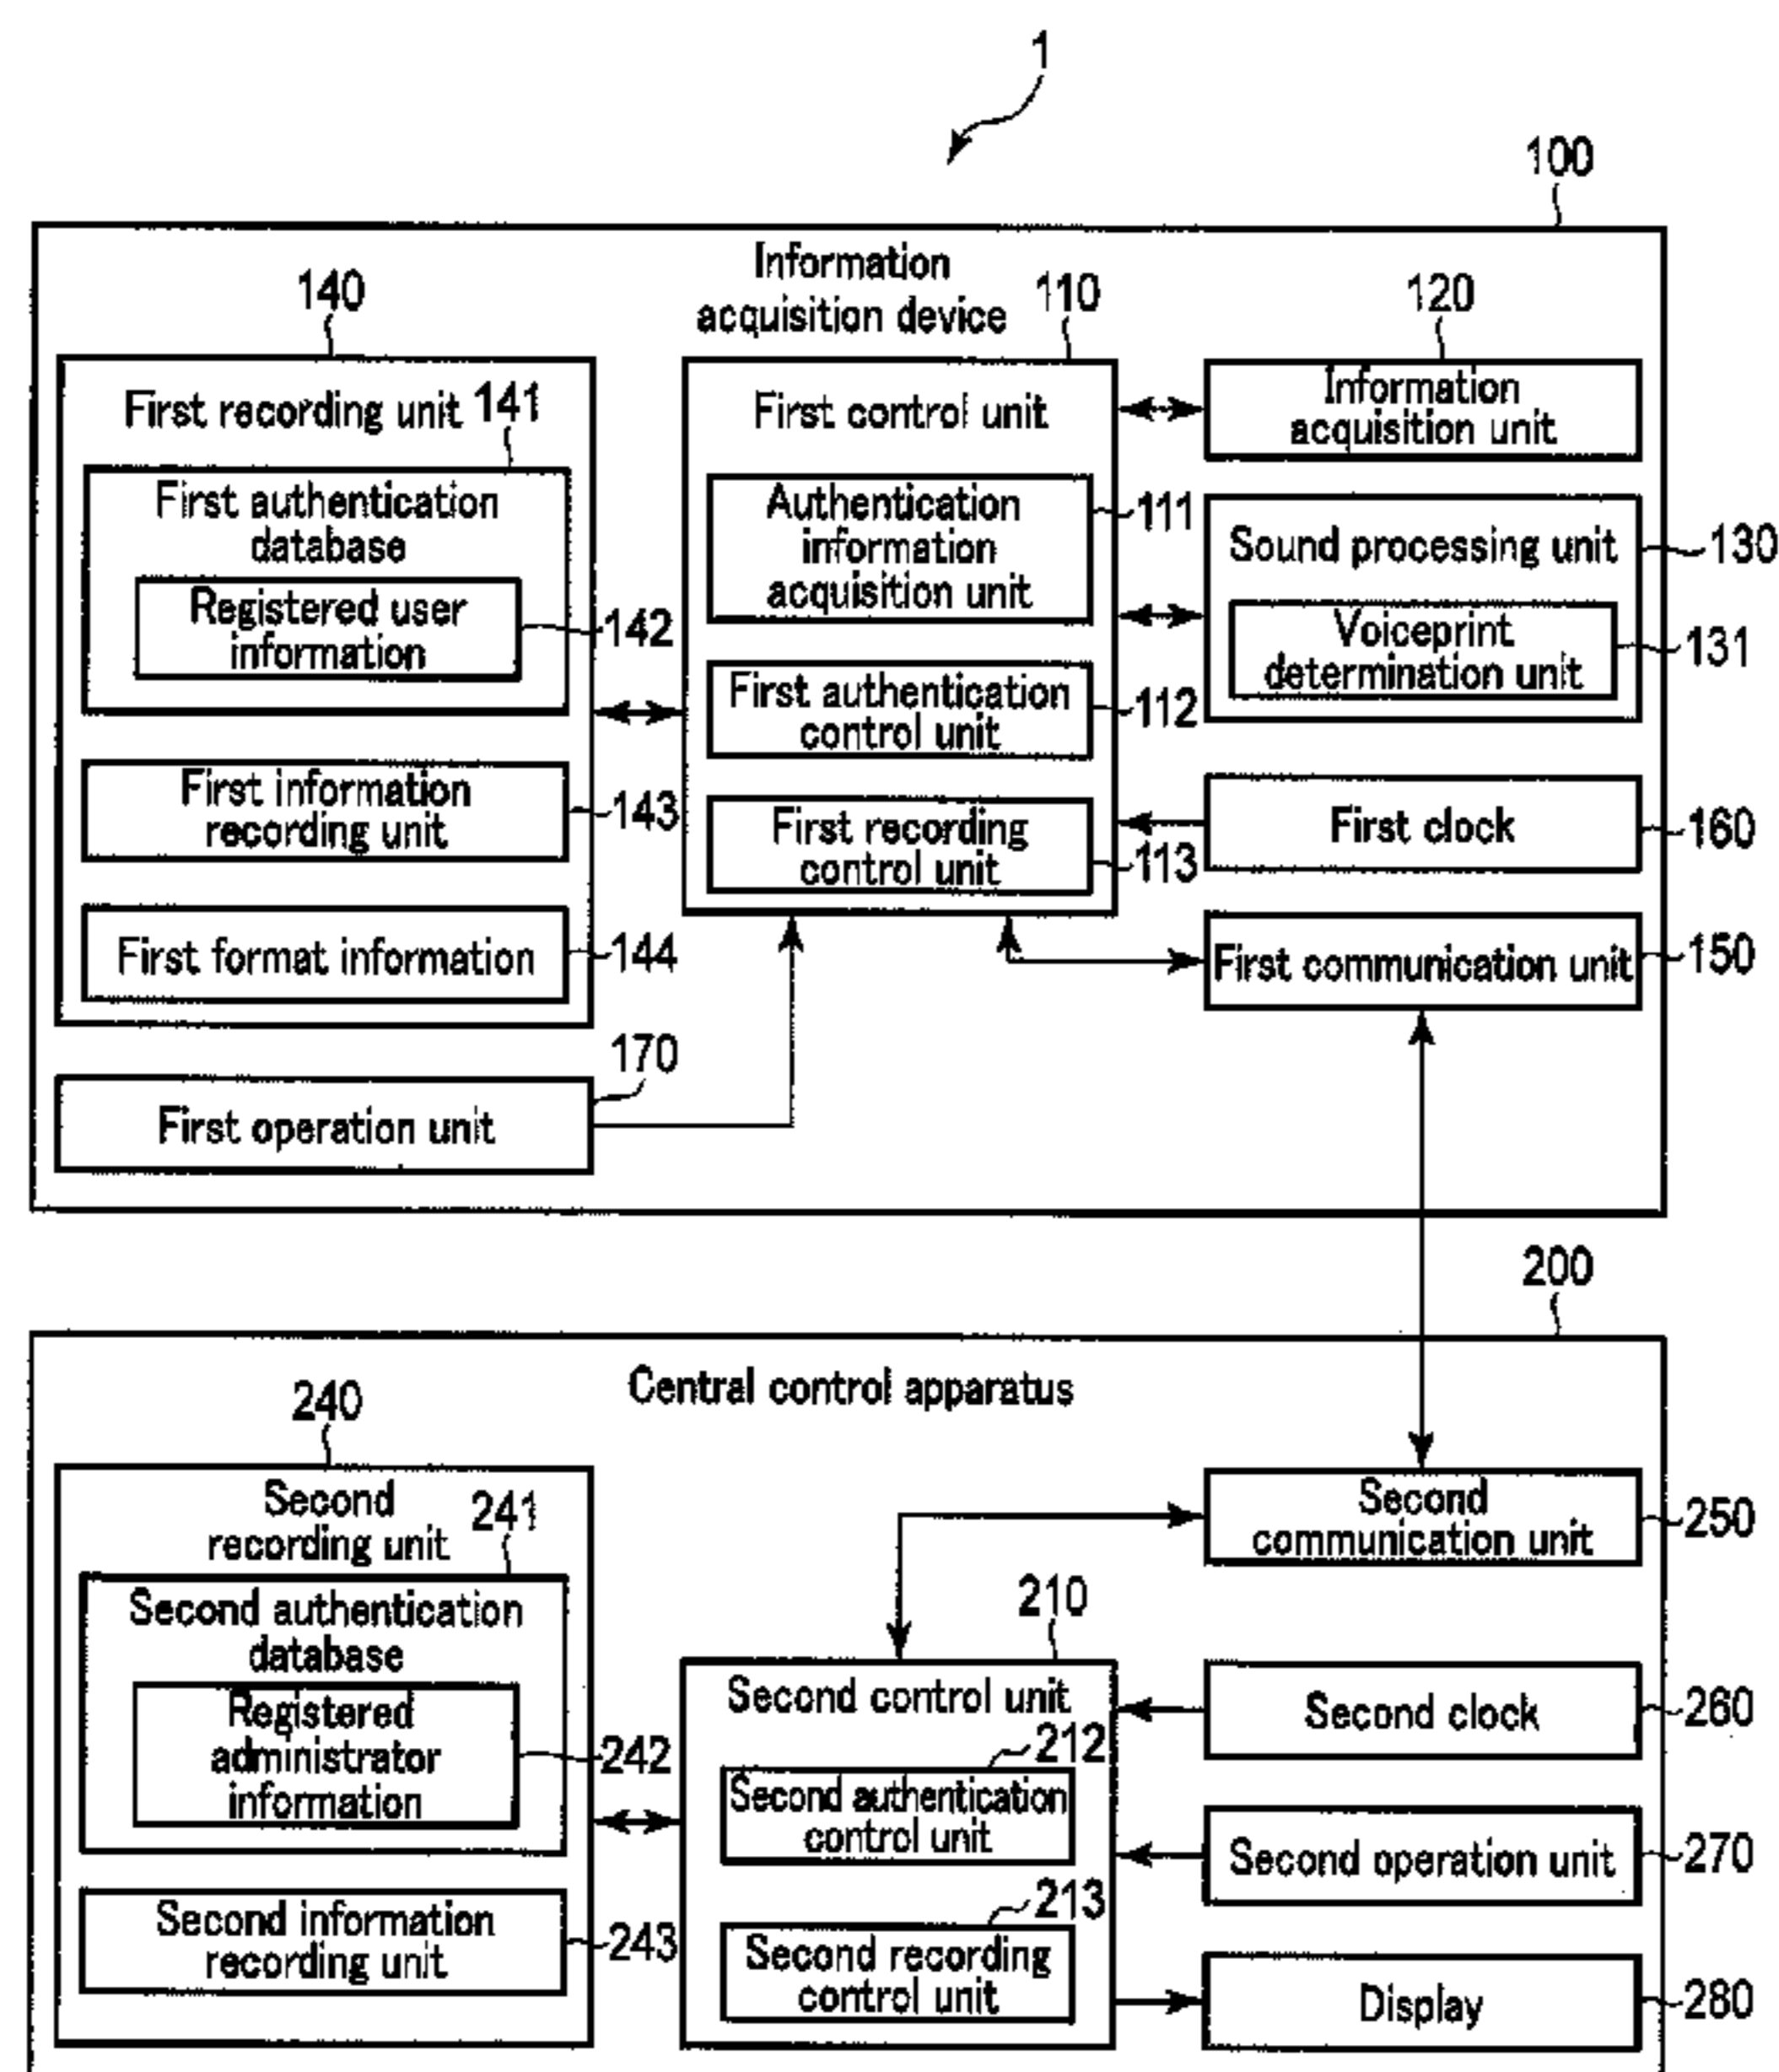 1
100
Information
acquisition device
140
110
120
First recording unit
141
First control unit
Information
acquisition unit
First authentication
database
Registered user
information
142
Authentication
information
acquisition unit
111
Sound processing unit
130
Voiceprint
determination unit
131
First authentication
control unit
112
First information
recording unit
143
First recording
control unit
113
First clock
160
First format information
144
First communication unit
150
170
First operation unit
200
Central control apparatus
240
Second
recording unit
241
Second
communication unit
250
Second authentication
database
210
Registered
administrator
information
242
Second control unit
Second clock
260
212
Second authentication
control unit
Second operation unit
270
Second information
recording unit
243
213
Second recording
control unit
Display
280